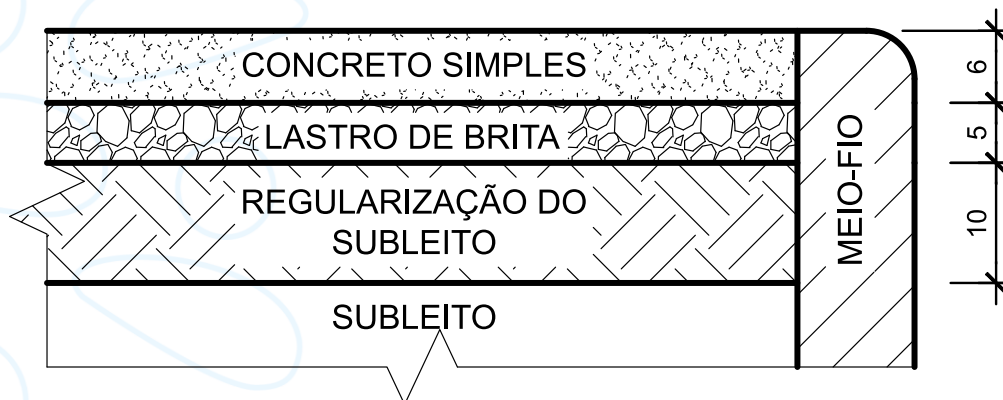 CONCRETO SIMPLES
LASTRO DE BRITA
REGULARIZAÇÃO DO
SUBLEITO
SUBLEITO
MEIO-FIO
6
5
10